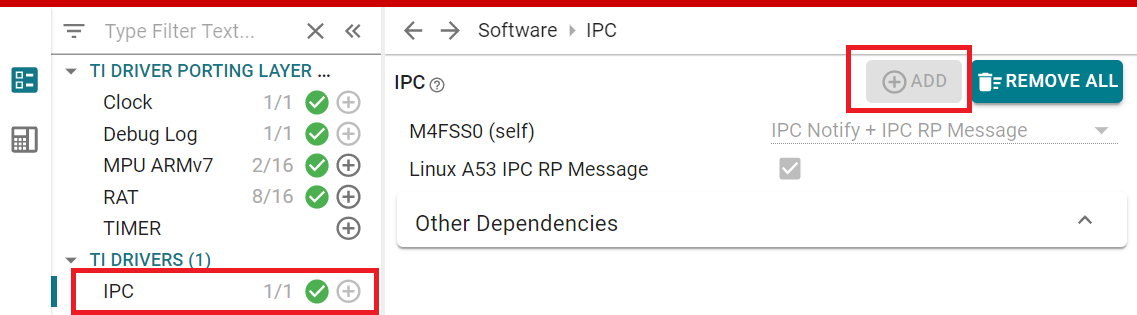 Type Filter Text...
TI DRIVER PORTING LAYER ...
Clock 1/1
Debug Log 1/1
MPU ARMv7 2/16
RAT 8/16
TIMER
TI DRIVERS (1)
IPC 1/1
Software IPC
IPC ADD REMOVE ALL
M4FSS0 (self) IPC Notify + IPC RP Message
Linux A53 IPC RP Message
Other Dependencies